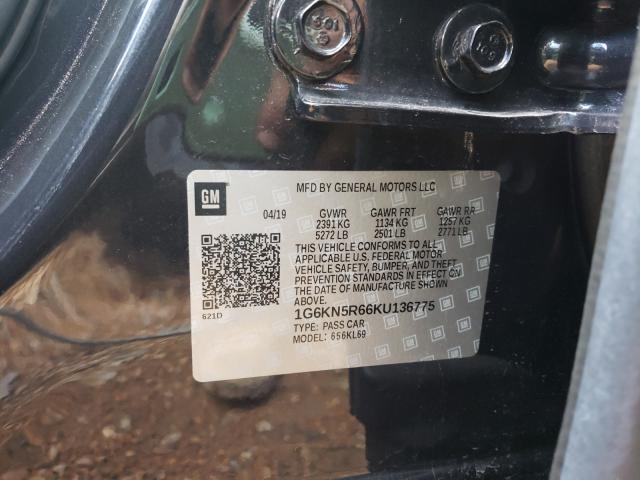 GM
MFD BY GENERAL MOTORS LLC
04/19 GVWR GAWR FRT GAWR RR
2391 KG 1134 KG 1257 KG
5272 LB 2501 LB 2771 LB
THIS VEHICLE CONFORMS TO ALL
APPLICABLE U.S. FEDERAL MOTOR
VEHICLE SAFETY, BUMPER, AND THEFT
PREVENTION STANDARDS IN EFFECT ON
THE DATE OF MANUFACTURE SHOWN
ABOVE.
621D
1G6KN5R66KU136775
TYPE: PASS CAR
MODEL: 656KL69